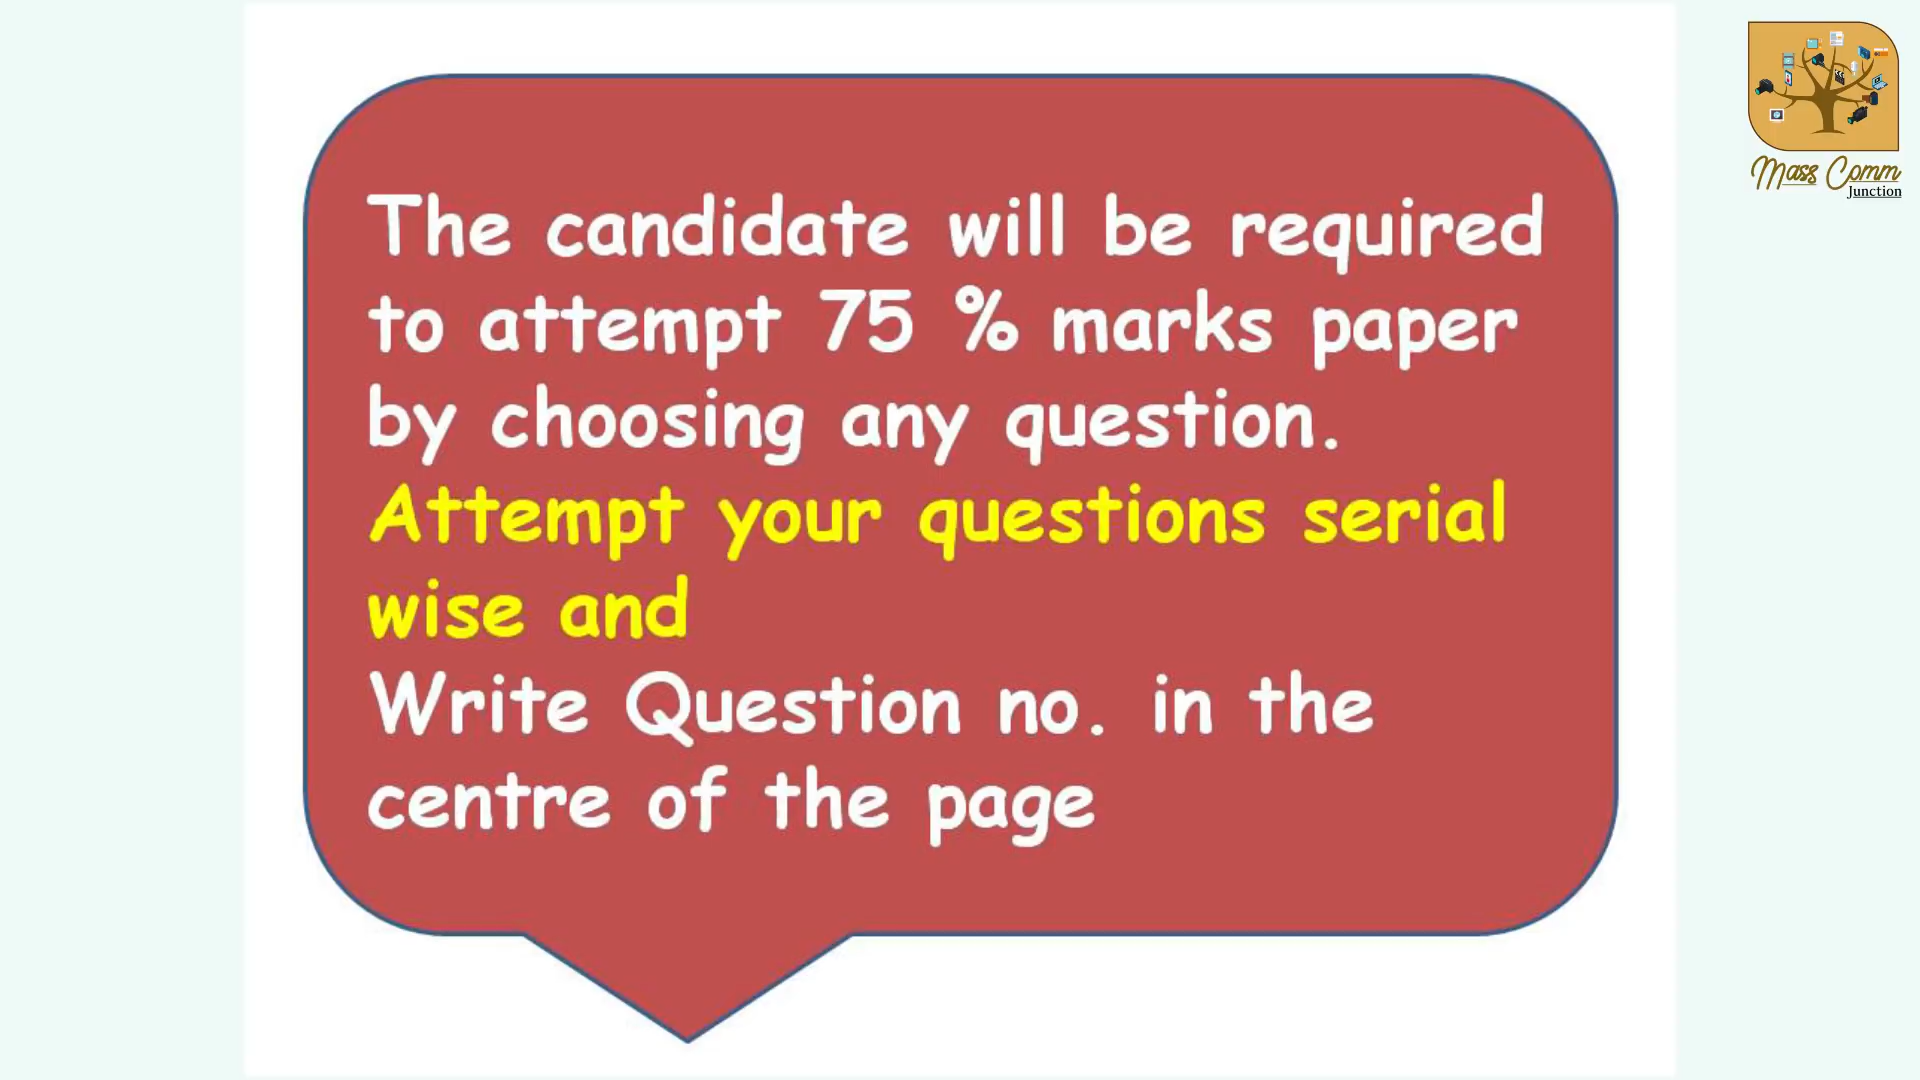 The candidate will be required
to attempt 75 % marks paper
by choosing any question.
Attempt your questions serial
wise and
Write Question no. in the
centre of the page
Mass Comm
Junction